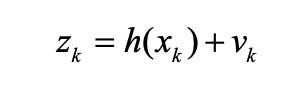 z_k = h(x_k) + v_k